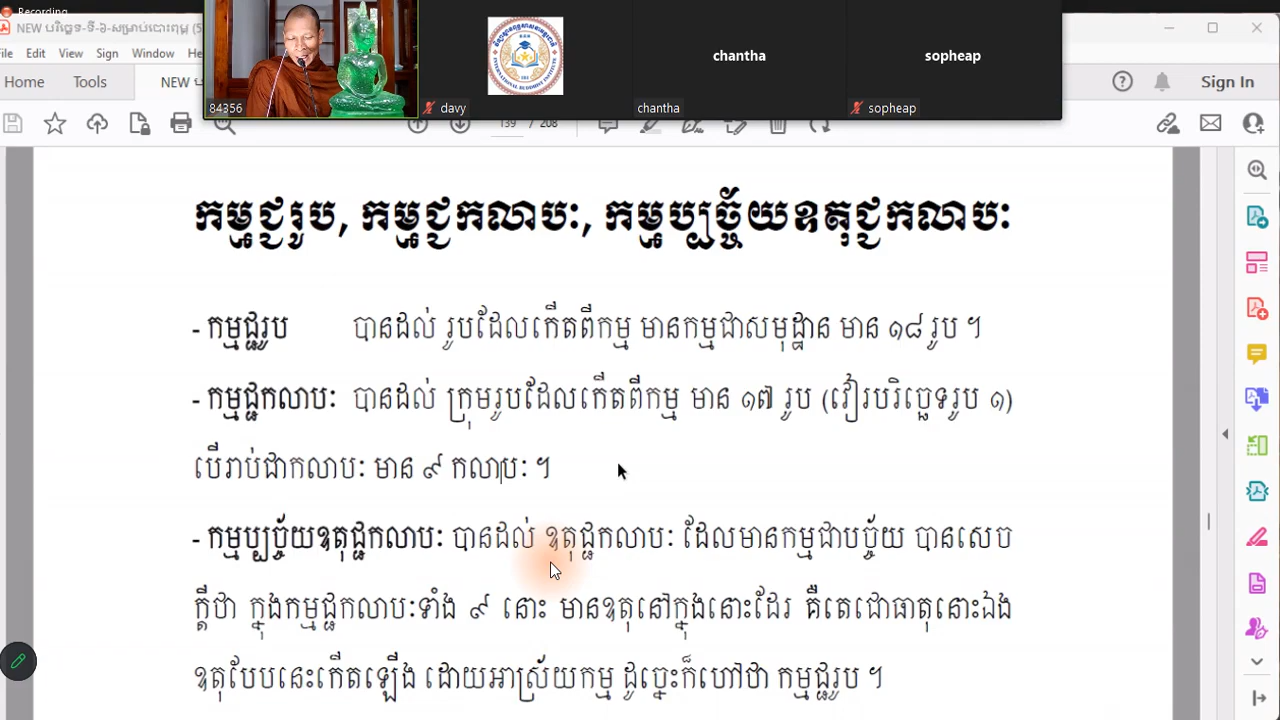 Recording
NEW បរិច្ឆេទ-ទី-៦-សម្រាប់បោះពុម្ព (5
File Edit View Sign Window
Home Tools NEW ប
Sign In
84356
davy
chantha
chantha
sopheap
sopheap
139 / 208
កម្មជ្ជរូប, កម្មជ្ជកលាបៈ, កម្មប្បច្ច័យឧតុជ្ជកលាបៈ
- កម្មជ្ជរូប បានដល់ រូបដែលកើតពីកម្ម មានកម្មជាសមុដ្ឋាន មាន ១៨ រូប ។
- កម្មជ្ជកលាបៈ បានដល់ ក្រុមរូបដែលកើតពីកម្ម មាន ១៧ រូប (វៀរបរិច្ឆេទរូប ១)
បើរាប់ជាកលាបៈ មាន ៩ កលាបៈ ។
- កម្មប្បច្ច័យឧតុជ្ជកលាបៈ បានដល់ ឧតុជ្ជកលាបៈ ដែលមានកម្មជាបច្ច័យ បានសេច
ក្តីថា ក្នុងកម្មជ្ជកលាបៈទាំង ៩ នោះ មានឧតុនៅក្នុងនោះដែរ គឺតេជោធាតុនោះឯង
ឧតុបែបនេះកើតឡើង ដោយអាស្រ័យកម្ម ដូច្នេះក៏ហៅថា កម្មជ្ជរូប ។